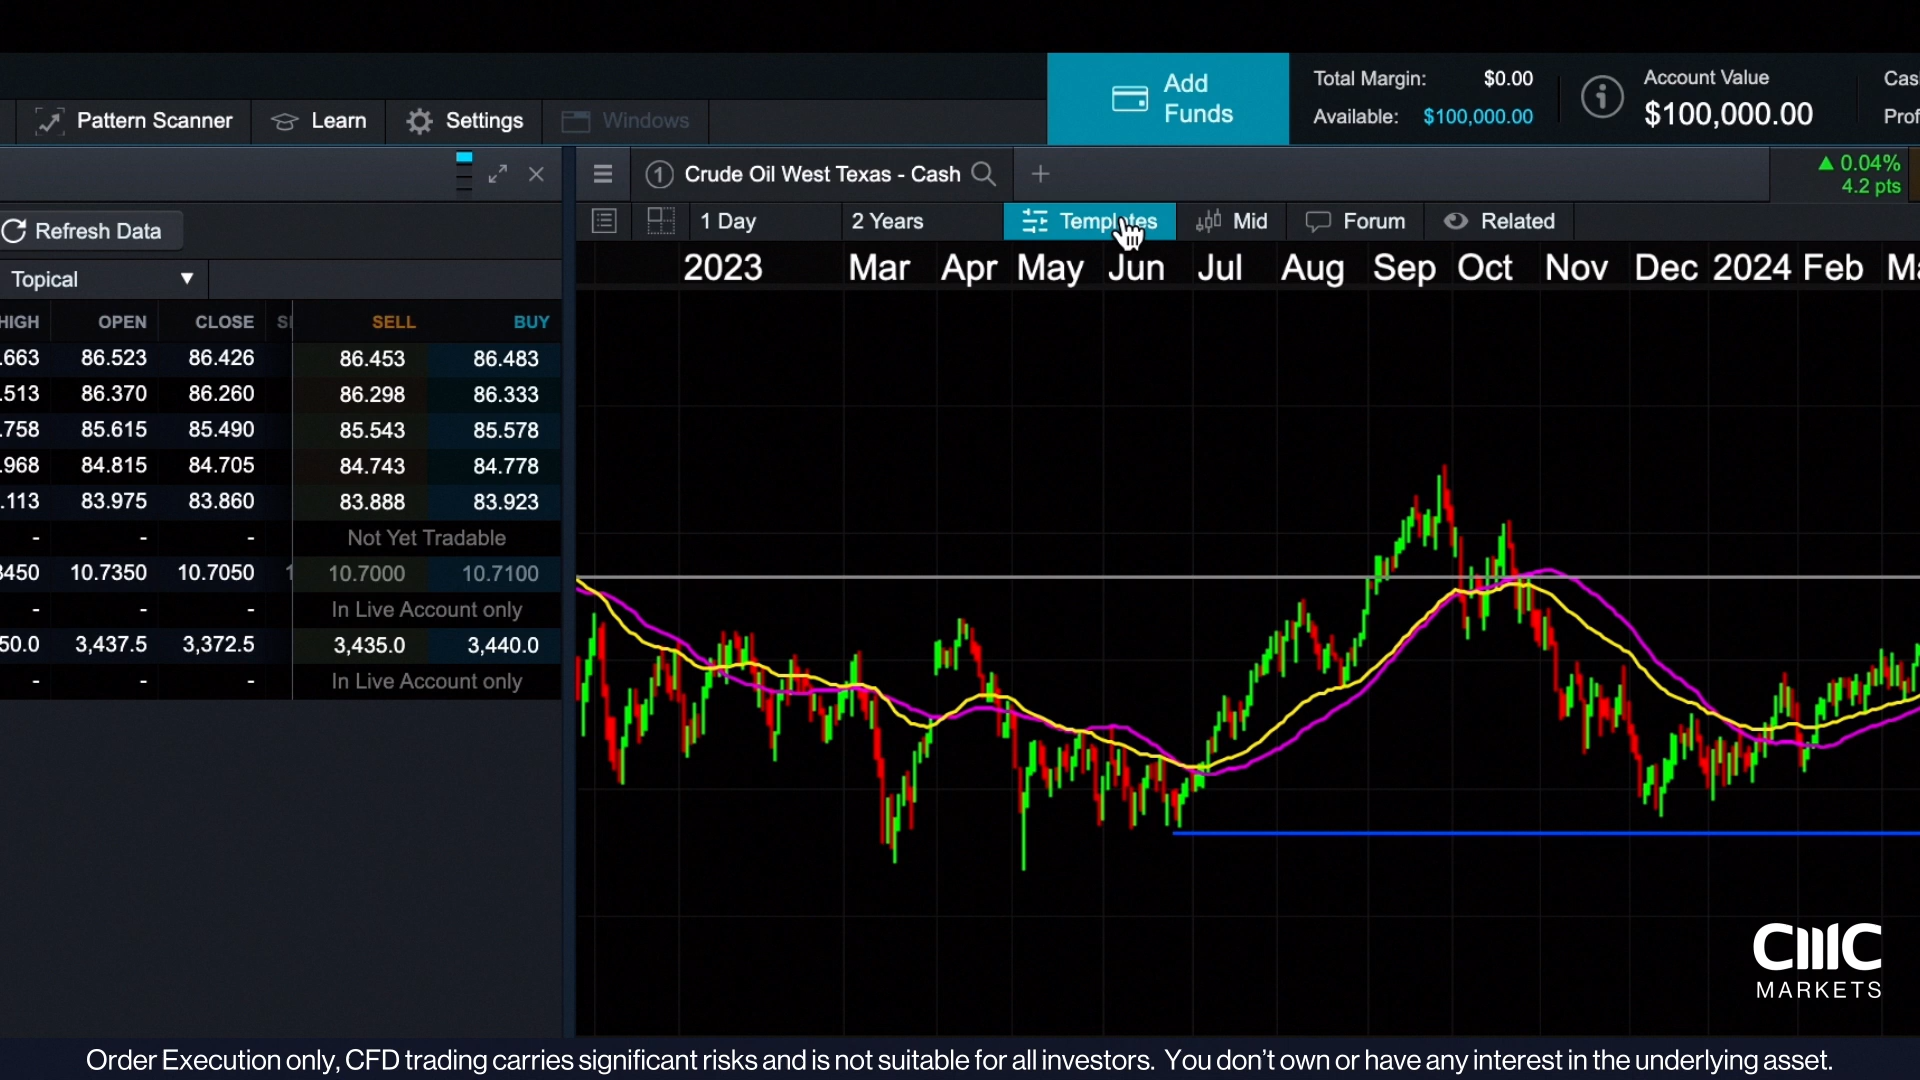 Add Funds
Total Margin: $0.00
Available: $100,000.00
Account Value
$100,000.00
Pattern Scanner Learn Settings Windows
1 Crude Oil West Texas - Cash +
0.04%
4.2 pts
Refresh Data
1 Day 2 Years Templates Mid Forum Related
Topical
2023 Mar Apr May Jun Jul Aug Sep Oct Nov Dec 2024 Feb
HIGH OPEN CLOSE SELL BUY
.663 86.523 86.426 86.453 86.483
.513 86.370 86.260 86.298 86.333
.758 85.615 85.490 85.543 85.578
.968 84.815 84.705 84.743 84.778
.113 83.975 83.860 83.888 83.923
- - - Not Yet Tradable
3450 10.7350 10.7050 10.7000 10.7100
- - - In Live Account only
50.0 3,437.5 3,372.5 3,435.0 3,440.0
- - - In Live Account only
CMC
MARKETS
Order Execution only, CFD trading carries significant risks and is not suitable for all investors. You don't own or have any interest in the underlying asset.